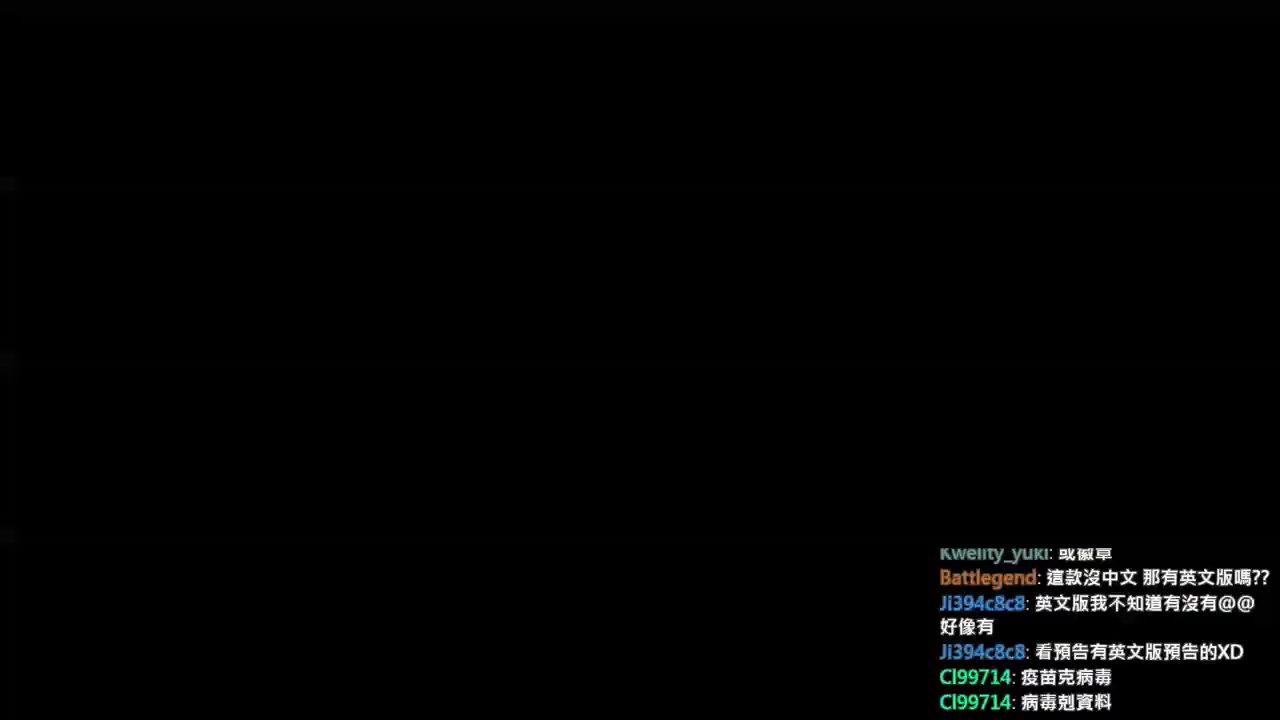 Kwelity_yuki: 或徽章
Battlegend: 這款沒中文 那有英文版嗎??
Ji394c8c8: 英文版我不知道有沒有@@
好像有
Ji394c8c8: 看預告有英文版預告的XD
Cl99714: 疫苗克病毒
Cl99714: 病毒剋資料